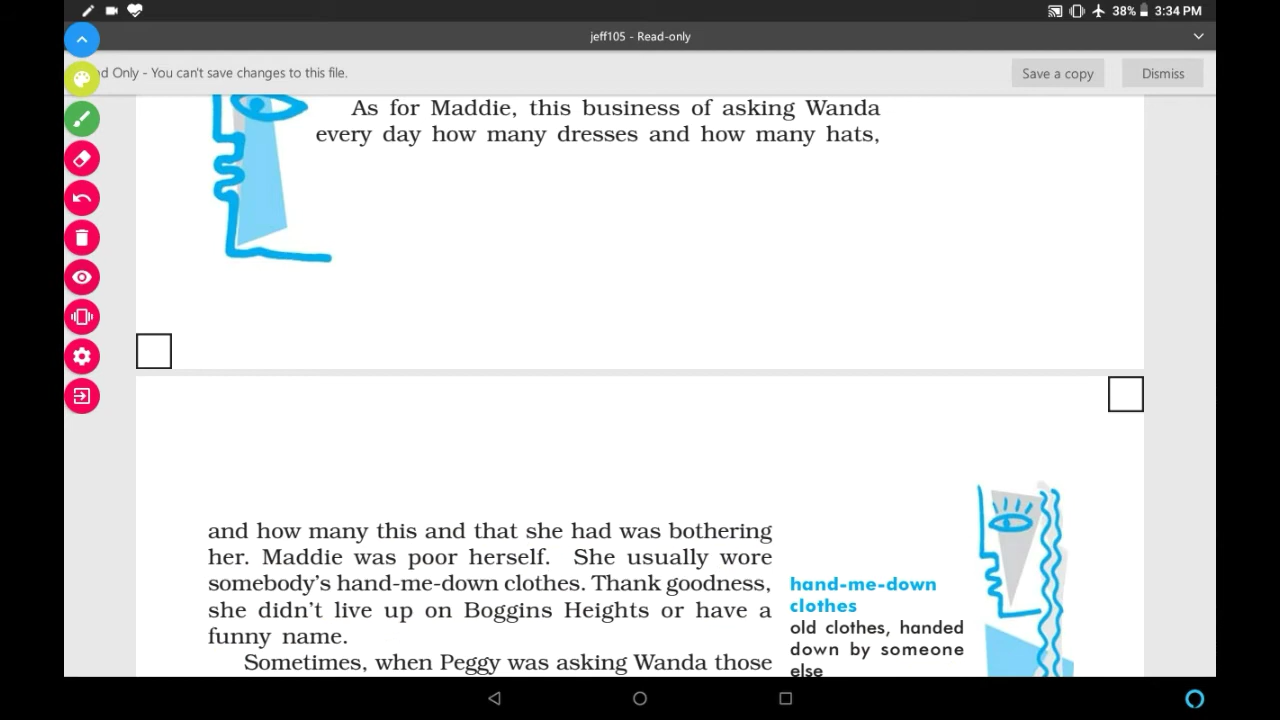 38% 3:34 PM
jeff105 - Read-only
d Only - You can't save changes to this file.
Save a copy
Dismiss
As for Maddie, this business of asking Wanda
every day how many dresses and how many hats,
and how many this and that she had was bothering
her. Maddie was poor herself. She usually wore
somebody's hand-me-down clothes. Thank goodness,
she didn't live up on Boggins Heights or have a
funny name.
Sometimes, when Peggy was asking Wanda those
hand-me-down
clothes
old clothes, handed
down by someone
else